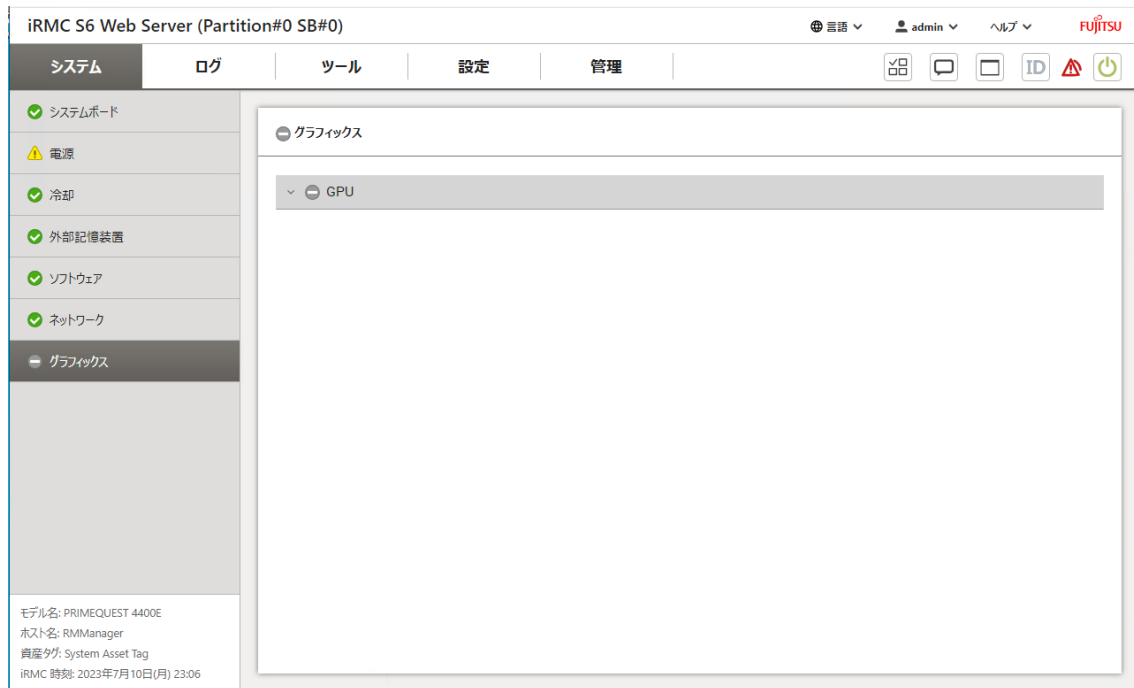 iRMC S6 Web Server (Partition#0 SB#0)
言語
admin
ヘルプ
FUJITSU
システム
ログ
ツール
設定
管理
ID
システムボード
電源
冷却
外部記憶装置
ソフトウェア
ネットワーク
グラフィックス
グラフィックス
GPU
モデル名: PRIMEQUEST 4400E
ホスト名: RMManager
資産タグ: System Asset Tag
iRMC 時刻: 2023年7月10日(月) 23:06